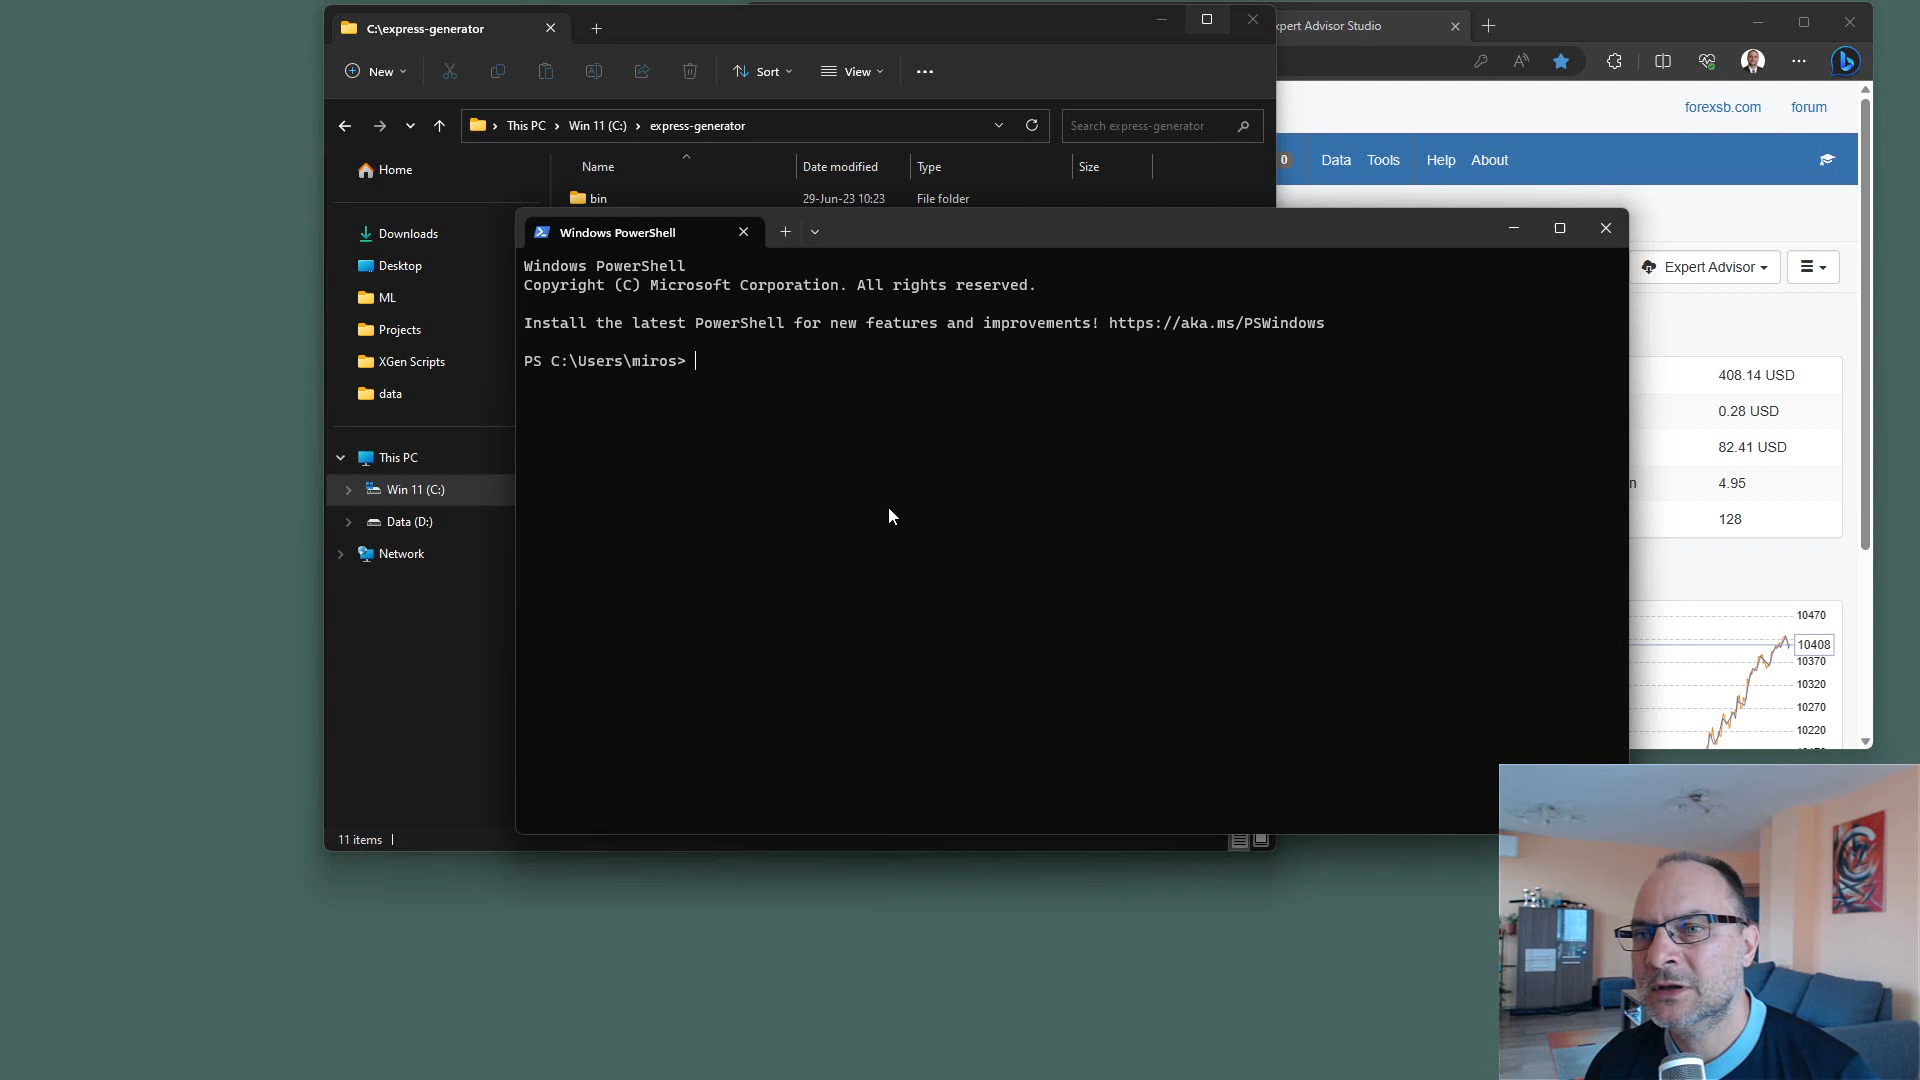 C:\express-generator
New
Sort
View
This PC
Win 11 (C:)
express-generator
Search express-generator
Home
Name
Date modified
Type
Size
bin
29-Jun-23 10:23
File folder
Downloads
Desktop
ML
Projects
XGen Scripts
data
This PC
Win 11 (C:)
Data (D:)
Network
11 items
Windows PowerShell
Windows PowerShell
Copyright (C) Microsoft Corporation. All rights reserved.
Install the latest PowerShell for new features and improvements! https://aka.ms/PSWindows
PS C:\Users\miros>
xpert Advisor Studio
forexsb.com
forum
0
Data
Tools
Help
About
Expert Advisor
408.14 USD
0.28 USD
82.41 USD
n
4.95
128
10470
10408
10370
10320
10270
10220